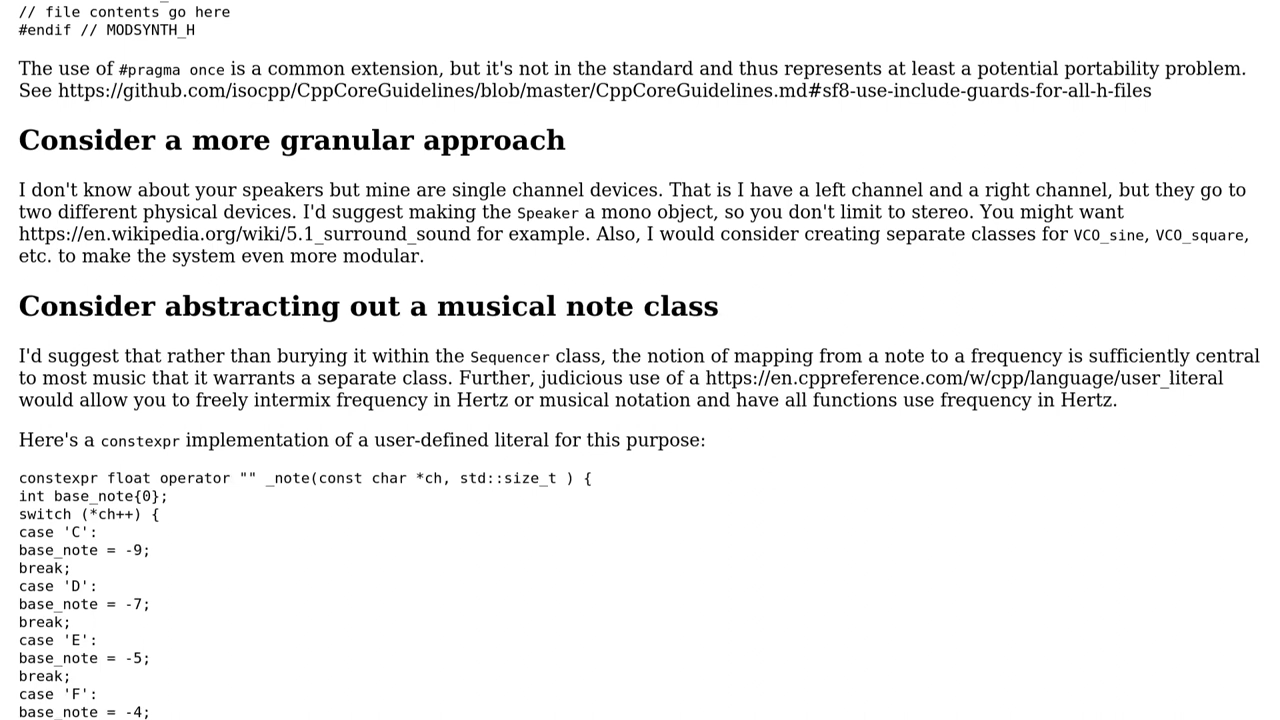 // file contents go here
#endif // MODSYNTH_H
The use of #pragma once is a common extension, but it's not in the standard and thus represents at least a potential portability problem.
See https://github.com/isocpp/CppCoreGuidelines/blob/master/CppCoreGuidelines.md#sf8-use-include-guards-for-all-h-files
Consider a more granular approach
I don't know about your speakers but mine are single channel devices. That is I have a left channel and a right channel, but they go to
two different physical devices. I'd suggest making the Speaker a mono object, so you don't limit to stereo. You might want
https://en.wikipedia.org/wiki/5.1_surround_sound for example. Also, I would consider creating separate classes for VCO_sine, VCO_square,
etc. to make the system even more modular.
Consider abstracting out a musical note class
I'd suggest that rather than burying it within the Sequencer class, the notion of mapping from a note to a frequency is sufficiently central
to most music that it warrants a separate class. Further, judicious use of a https://en.cppreference.com/w/cpp/language/user_literal
would allow you to freely intermix frequency in Hertz or musical notation and have all functions use frequency in Hertz.
Here's a constexpr implementation of a user-defined literal for this purpose:
constexpr float operator "" _note(const char *ch, std::size_t ) {
int base_note{0};
switch (*ch++) {
case 'C':
base_note = -9;
break;
case 'D':
base_note = -7;
break;
case 'E':
base_note = -5;
break;
case 'F':
base_note = -4;